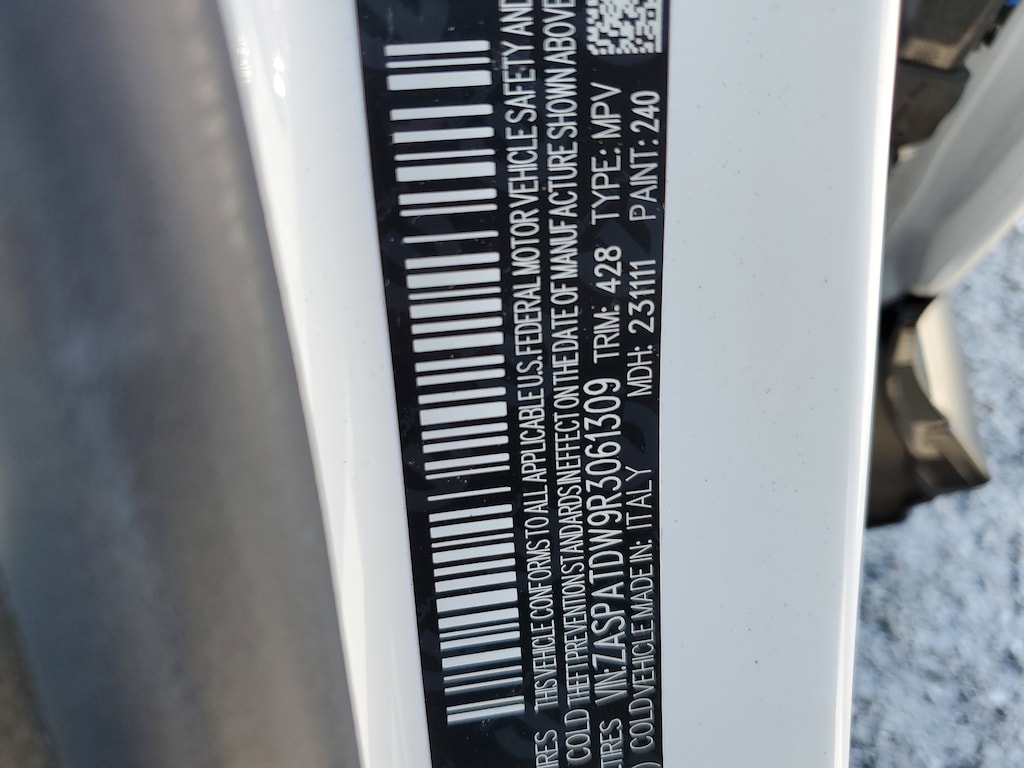 IRES THIS VEHICLE CONFORMS TO ALL APPLICABLE U.S. FEDERAL MOTOR VEHICLE SAFETY AND
COLD THEFT PREVENTION STANDARDS IN EFFECT ON THE DATE OF MANUFACTURE SHOWN ABOVE
TIRES VIN: ZASPATDW9R3061309 TRIM: 428 TYPE: MPV
) COLD VEHICLE MADE IN: ITALY MDH: 231111 PAINT: 240